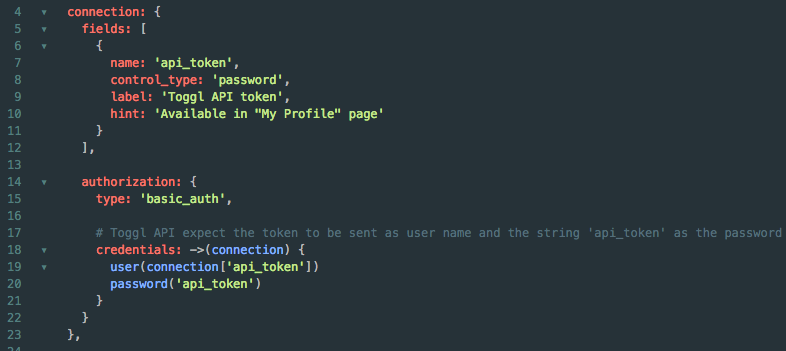 4 ▾ connection: {
5 ▾ fields: [
6 ▾ {
7 name: 'api_token',
8 control_type: 'password',
9 label: 'Toggl API token',
10 hint: 'Available in "My Profile" page'
11 }
12 ],
13
14 ▾ authorization: {
15 type: 'basic_auth',
16
17 # Toggl API expect the token to be sent as user name and the string 'api_token' as the password
18 ▾ credentials: ->(connection) {
19 ▾ user(connection['api_token'])
20 password('api_token')
21 }
22 }
23 },
24